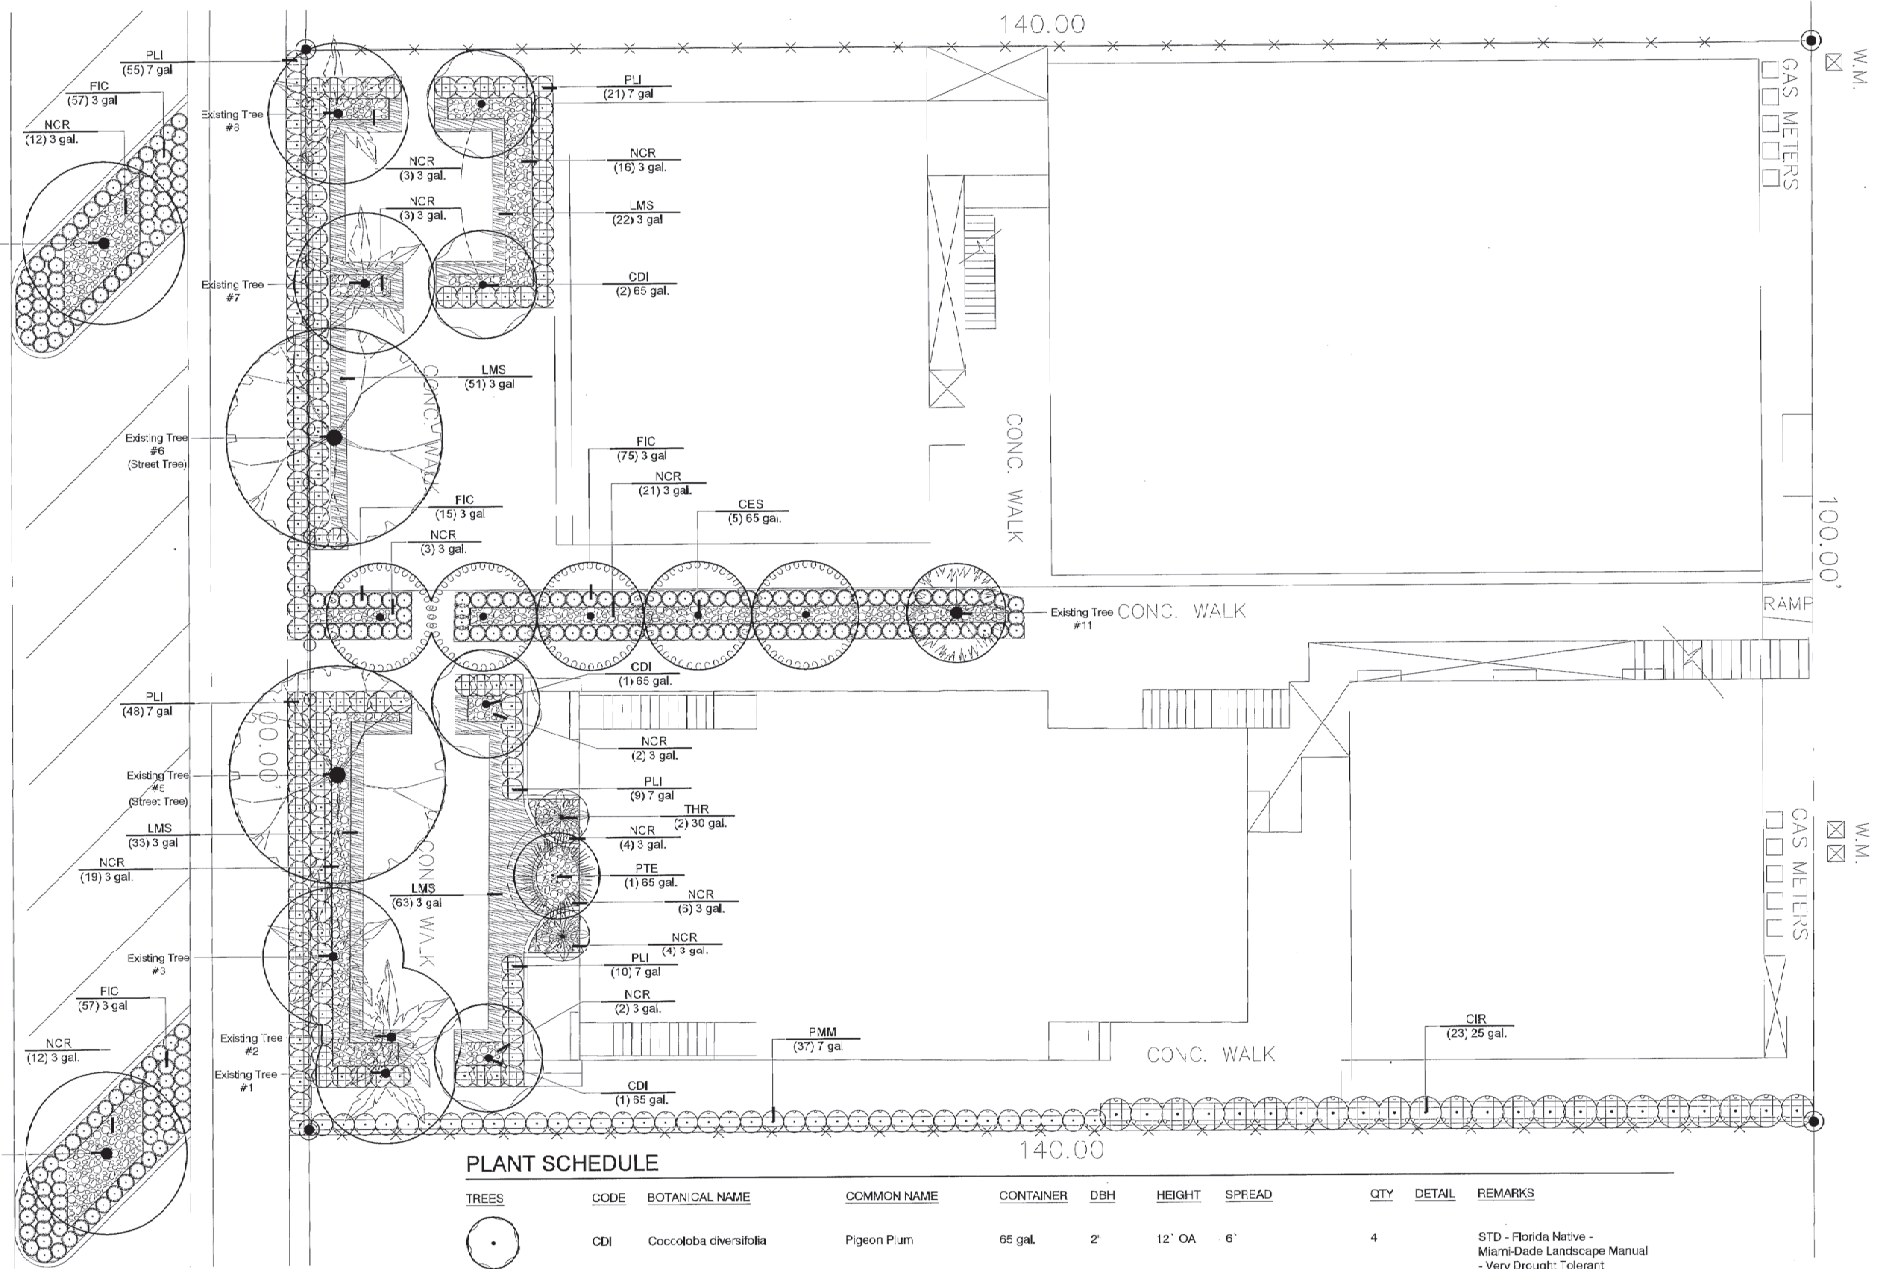 140.00
W.M.
GAS METERS
PLI
(55) 7 gal
FIC
(57) 3 gal
NCR
(12) 3 gal.
Existing Tree
#8
PLI
(21) 7 gal
NCR
(3) 3 gal.
NCR
(16) 3 gal.
NCR
(3) 3 gal.
LMS
(22) 3 gal
Existing Tree
#7
CDI
(2) 65 gal.
LMS
(51) 3 gal
CONC. WALK
Existing Tree
#6
(Street Tree)
FIC
(75) 3 gal
NCR
(21) 3 gal.
CES
(5) 65 gal.
FIC
(15) 3 gal
NCR
(3) 3 gal.
CONC. WALK
100.00'
Existing Tree
#11
CONC. WALK
RAMP
CDI
(1) 65 gal.
PLI
(48) 7 gal
NCR
(2) 3 gal.
Existing Tree
(Street Tree)
PLI
(9) 7 gal
THR
(2) 30 gal.
LMS
(33) 3 gal
NCR
(4) 3 gal.
NCR
(19) 3 gal.
PTE
(1) 65 gal.
LMS
(63) 3 gal
CONC WALK
NCR
(6) 3 gal.
NCR
(4) 3 gal.
GAS METERS
W.M.
Existing Tree
#3
PLI
(10) 7 gal
FIC
(57) 3 gal
NCR
(2) 3 gal.
NCR
(12) 3 gal.
Existing Tree
#2
PMM
(37) 7 ga
CIR
(23) 25 gal.
CONC. WALK
Existing Tree
#1
CDI
(1) 65 gal.
140.00
PLANT SCHEDULE
TREES CODE BOTANICAL NAME COMMON NAME CONTAINER DBH HEIGHT SPREAD QTY DETAIL REMARKS
CDI Coccoloba diversifolia Pigeon Plum 65 gal. 2" 12` OA 6` 4 STD - Florida Native -
Miami-Dade Landscape Manual
- Very Drought Tolerant